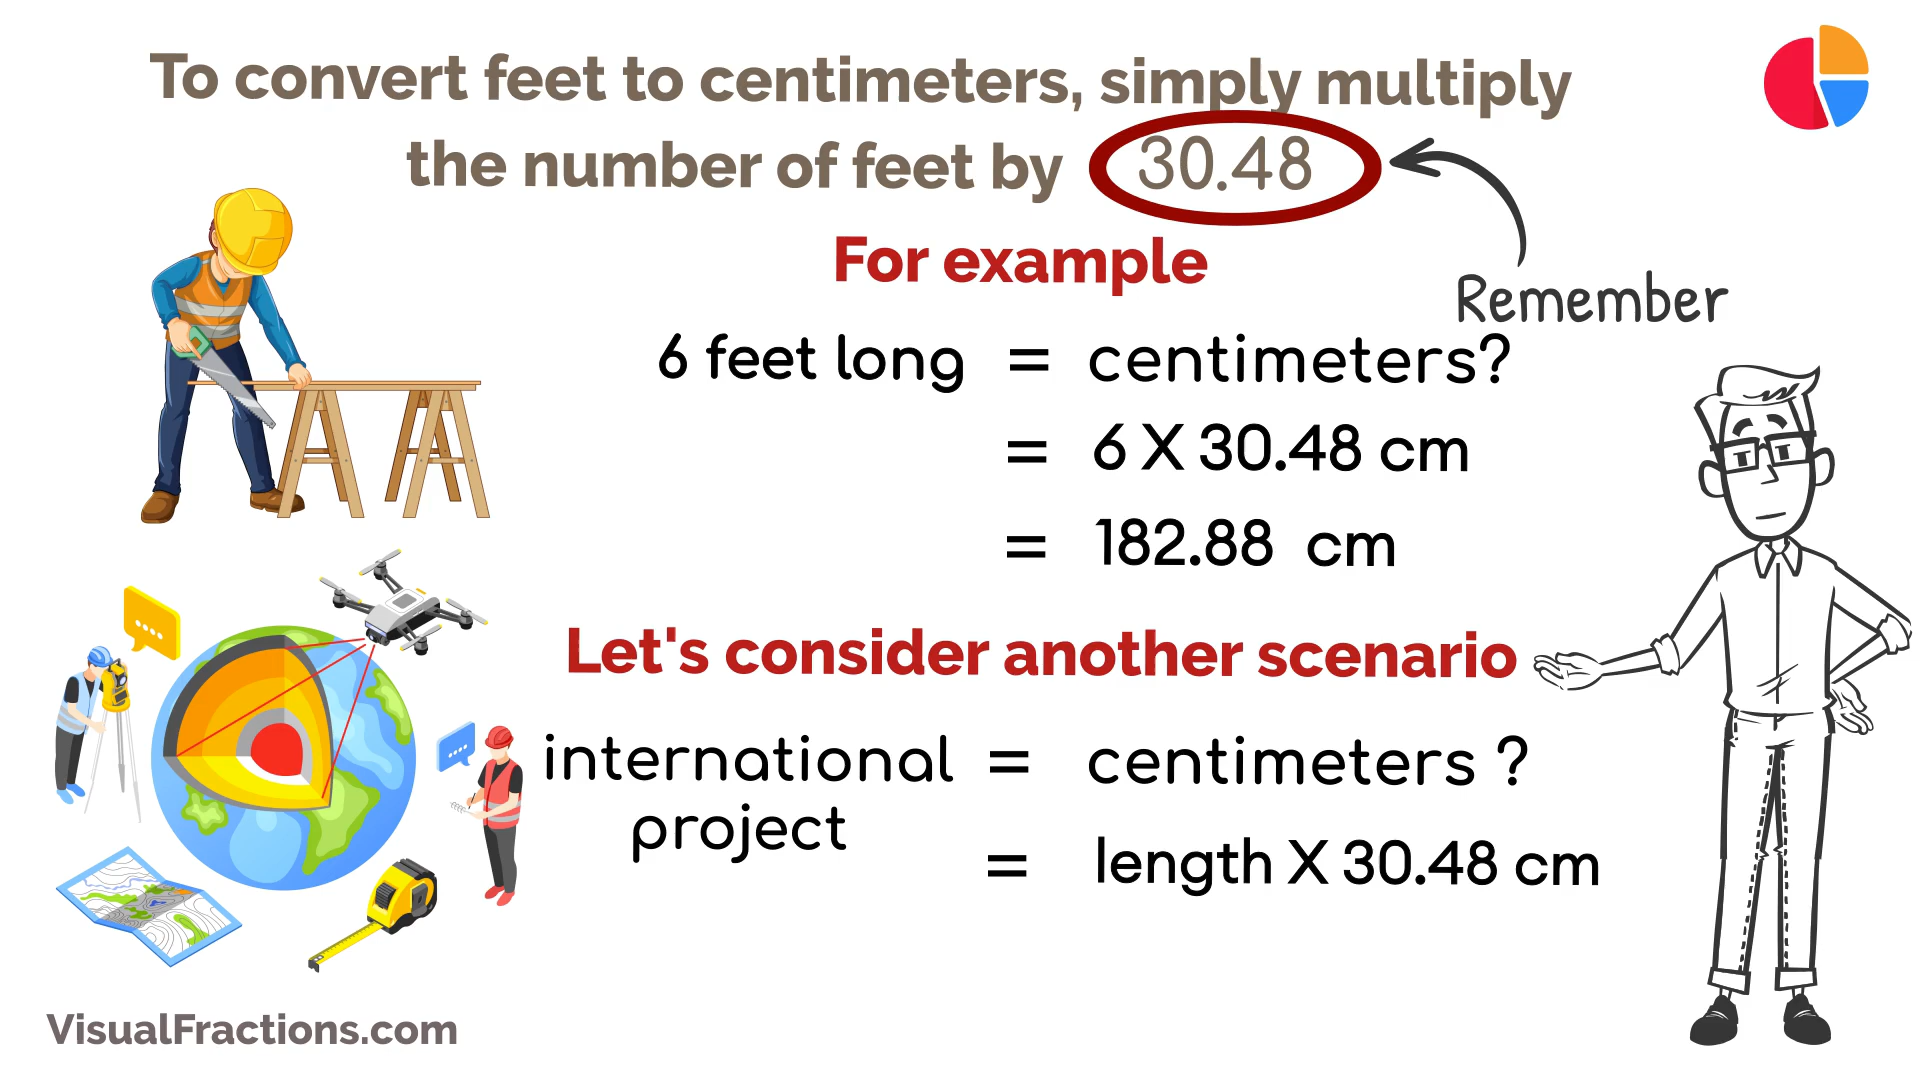 To convert feet to centimeters, simply multiply
the number of feet by 30.48
For example
Remember
6 feet long = centimeters?
= 6 X 30.48 cm
= 182.88 cm
Let's consider another scenario
international = centimeters ?
project
= length X 30.48 cm
VisualFractions.com